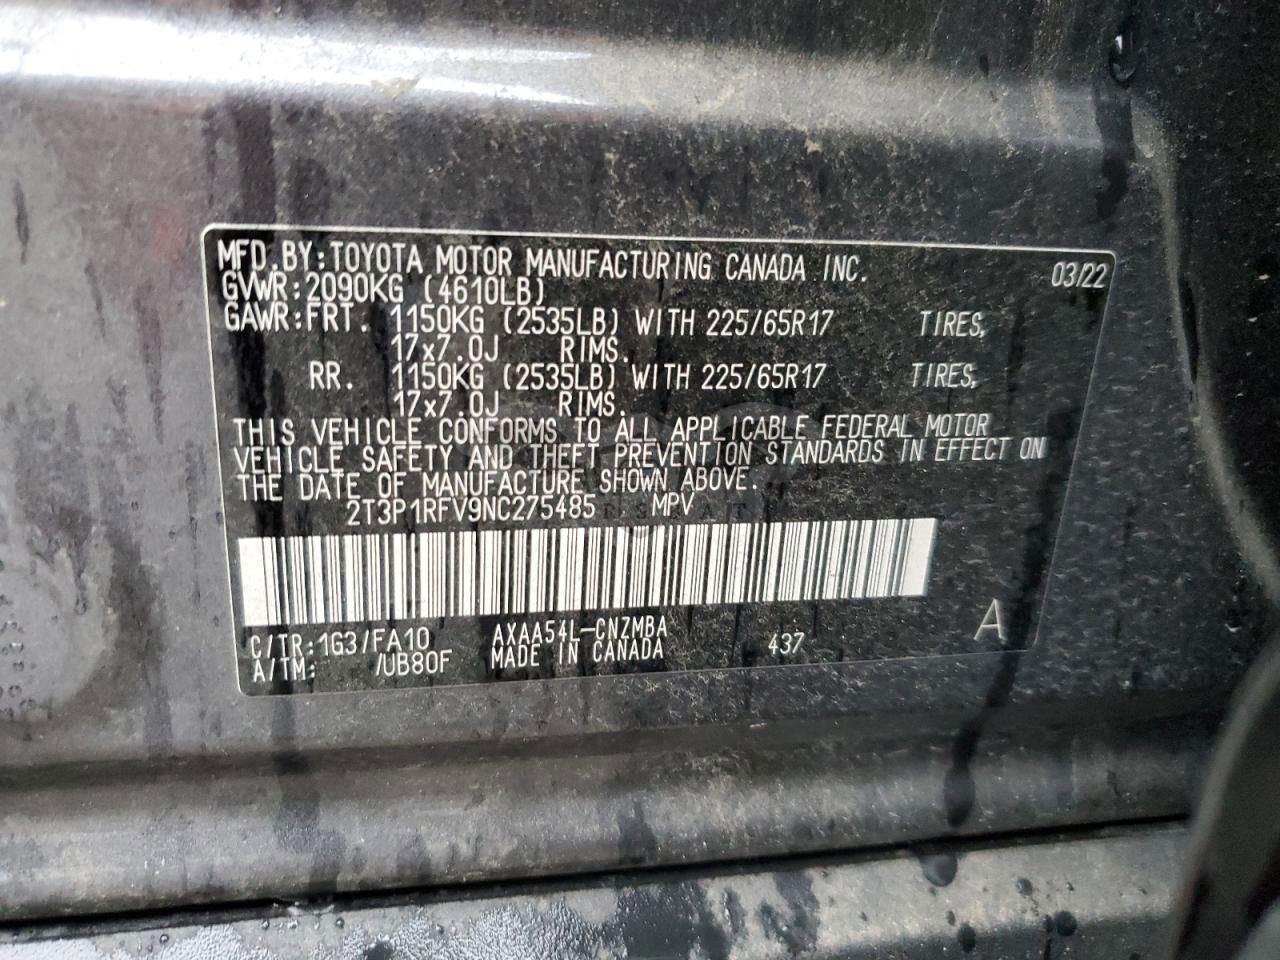 MFD.BY:TOYOTA MOTOR MANUFACTURING CANADA INC. 03/22
GVWR:2090KG (4610LB)
GAWR:FRT. 1150KG (2535LB) WITH 225/65R17 TIRES,
17x7.0J RIMS.
RR. 1150KG (2535LB) WITH 225/65R17 TIRES,
17x7.0J RIMS.
THIS VEHICLE CONFORMS TO ALL APPLICABLE FEDERAL MOTOR
VEHICLE SAFETY AND THEFT PREVENTION STANDARDS IN EFFECT ON
THE DATE OF MANUFACTURE SHOWN ABOVE.
2T3P1RFV9NC275485 MPV
C/TR:1G3/FA10 AXAA54L-CNZMBA 437 A
A/TM: /UB80F MADE IN CANADA